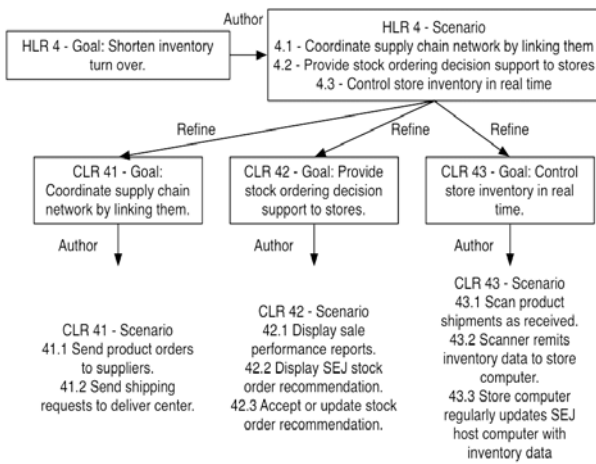 Author
HLR 4 - Goal: Shorten inventory
turn over.
HLR 4 - Scenario
4.1 - Coordinate supply chain network by linking them
4.2 - Provide stock ordering decision support to stores
4.3 - Control store inventory in real time
Refine
Refine
Refine
CLR 41 - Goal:
Coordinate supply chain
network by linking them.
CLR 42 - Goal: Provide
stock ordering decision
support to stores.
CLR 43 - Goal: Control
store inventory in real
time.
Author
Author
Author
CLR 41 - Scenario
41.1 Send product orders
to suppliers.
41.2 Send shipping
requests to deliver center.
CLR 42 - Scenario
42.1 Display sale
performance reports.
42.2 Display SEJ stock
order recommendation.
42.3 Accept or update stock
order recommendation.
CLR 43 - Scenario
43.1 Scan product
shipments as received.
43.2 Scanner remits
inventory data to store
computer.
43.3 Store computer
regularly updates SEJ
host computer with
inventory data